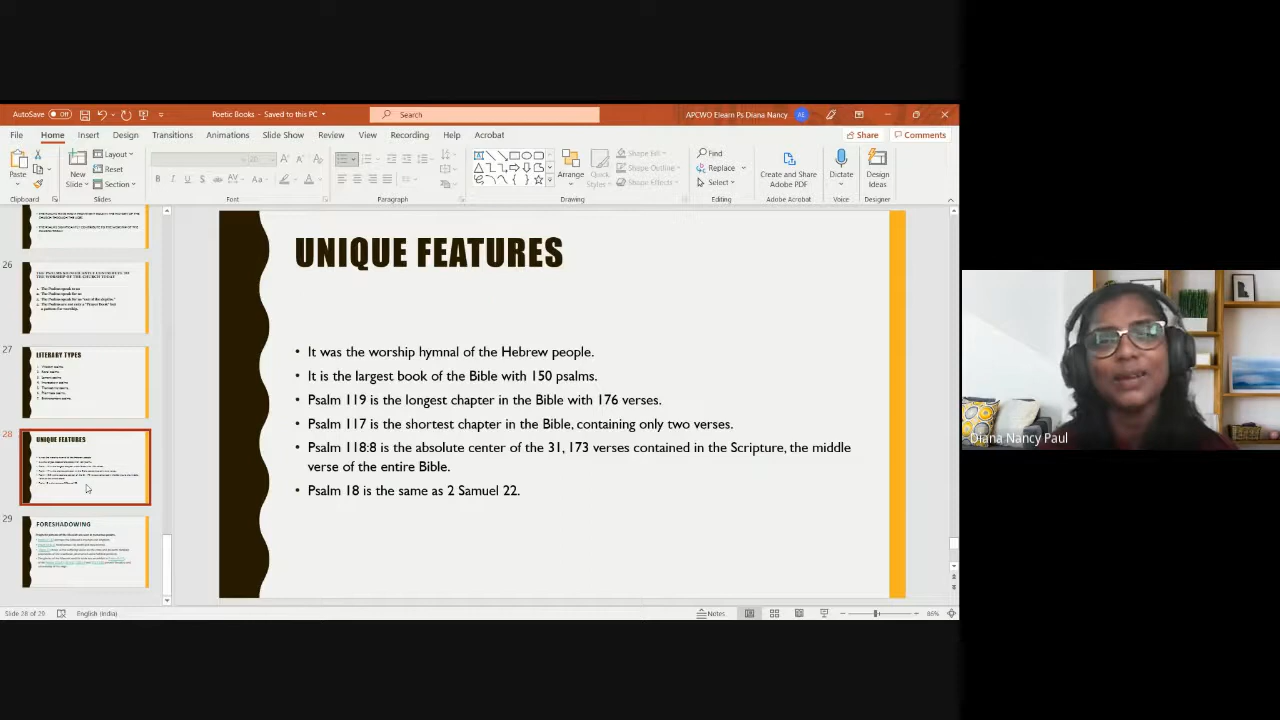 AutoSave Off
Poetic Books - Saved to this PC
Search
APCWO Elearn Ps Diana Nancy AE
File Home Insert Design Transitions Animations Slide Show Review View Recording Help Acrobat Share Comments
Paste
New Slide
Layout
Reset
Section
Arrange
Quick Styles
Shape Fill
Shape Outline
Shape Effects
Find
Replace
Select
Create and Share Adobe PDF
Dictate
Design Ideas
Clipboard Slides Font Paragraph Drawing Editing Adobe Acrobat Voice Designer
26
27
LITERARY TYPES
28
UNIQUE FEATURES
29
FORESHADOWING
UNIQUE FEATURES
• It was the worship hymnal of the Hebrew people.
• It is the largest book of the Bible with 150 psalms.
• Psalm 119 is the longest chapter in the Bible with 176 verses.
• Psalm 117 is the shortest chapter in the Bible, containing only two verses.
• Psalm 118:8 is the absolute center of the 31, 173 verses contained in the Scripture, the middle
verse of the entire Bible.
• Psalm 18 is the same as 2 Samuel 22.
Diana Nancy Paul
Slide 28 of 29
English (India)
Notes
86%